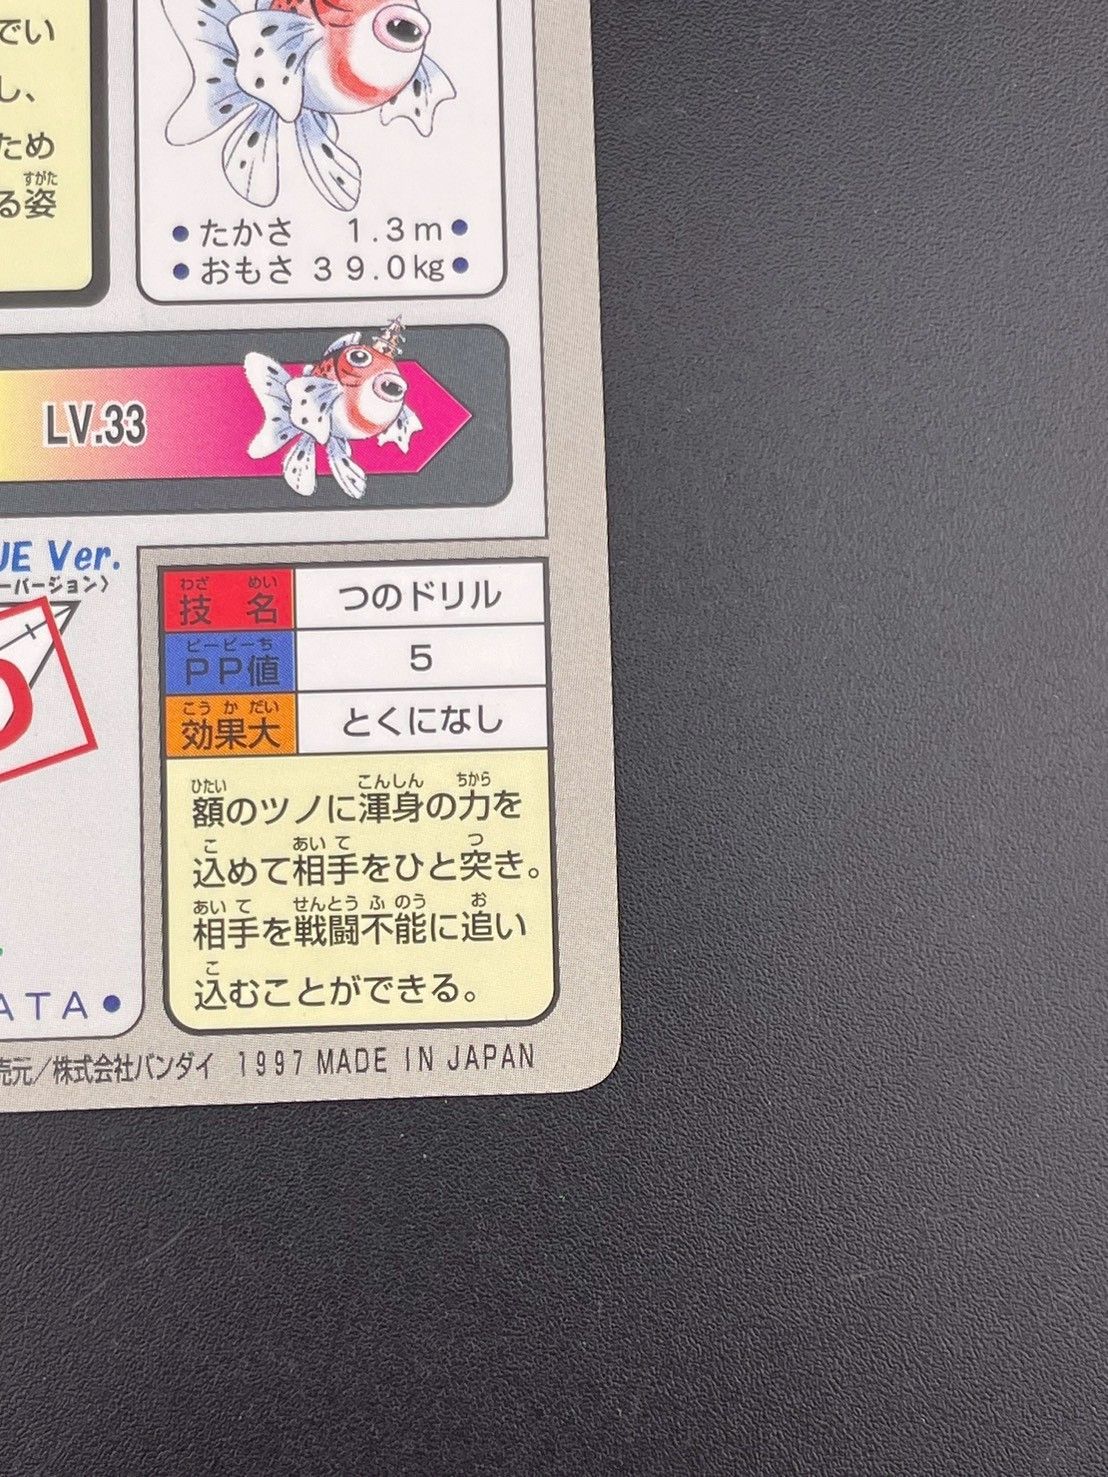 でい
し、
ため
すがた
る姿
●たかさ 1.3m●
●おもさ 39.0kg●
LV.33
UE Ver.
ーバージョン〉
わざ めい
技名 つのドリル
ピーピーち
PP値 5
こうかだい
効果大 とくになし
ひたい こんしん ちから
額のツノに渾身の力を
こ あいて つ
込めて相手をひと突き。
あいて せんとうふのう お
相手を戦闘不能に追い
こ
込むことができる。
ATA●
売元／株式会社バンダイ 1997 MADE IN JAPAN